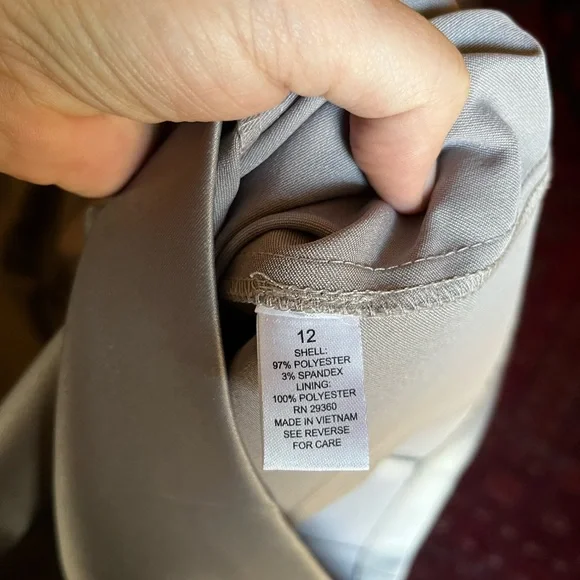 12
SHELL:
97% POLYESTER
3% SPANDEX
LINING:
100% POLYESTER
RN 29360
MADE IN VIETNAM
SEE REVERSE
FOR CARE